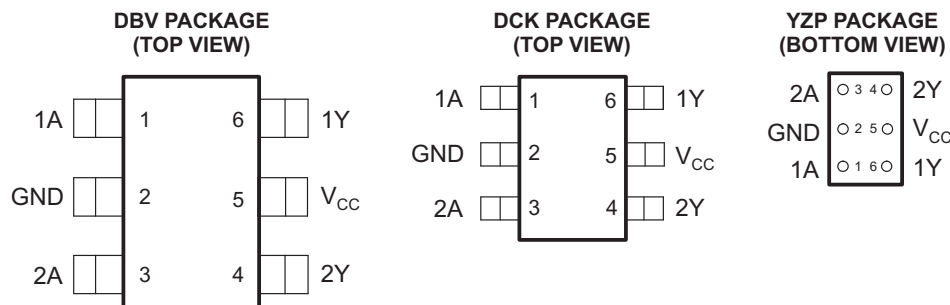 DBV PACKAGE
(TOP VIEW)
1A 1 6 1Y
GND 2 5 VCC
2A 3 4 2Y
DCK PACKAGE
(TOP VIEW)
1A 1 6 1Y
GND 2 5 VCC
2A 3 4 2Y
YZP PACKAGE
(BOTTOM VIEW)
2A 3 4 2Y
GND 2 5 VCC
1A 1 6 1Y